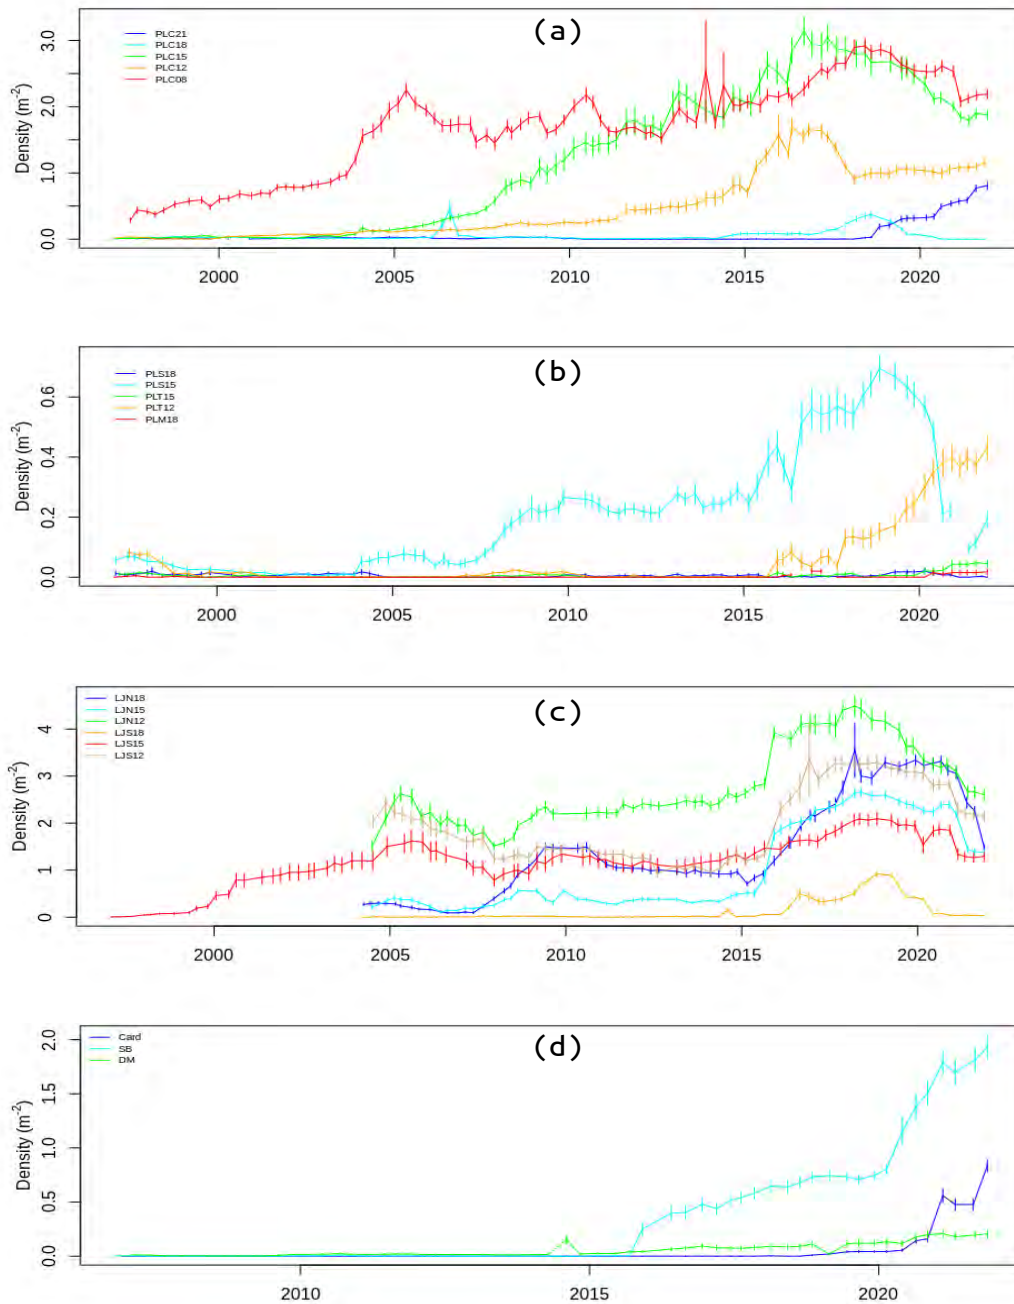 (a)
PLC21
PLC18
PLC15
PLC12
PLC08
Density (m-2)
0.0 1.0 2.0 3.0
2000 2005 2010 2015 2020
(b)
PLS18
PLS15
PLT15
PLT12
PLM18
Density (m-2)
0.0 0.2 0.4 0.6
2000 2005 2010 2015 2020
(c)
LJN18
LJN15
LJN12
LJS18
LJS15
LJS12
Density (m-2)
0 1 2 3 4
2000 2005 2010 2015 2020
(d)
Card
SB
DM
Density (m-2)
0.0 0.5 1.0 1.5 2.0
2010 2015 2020